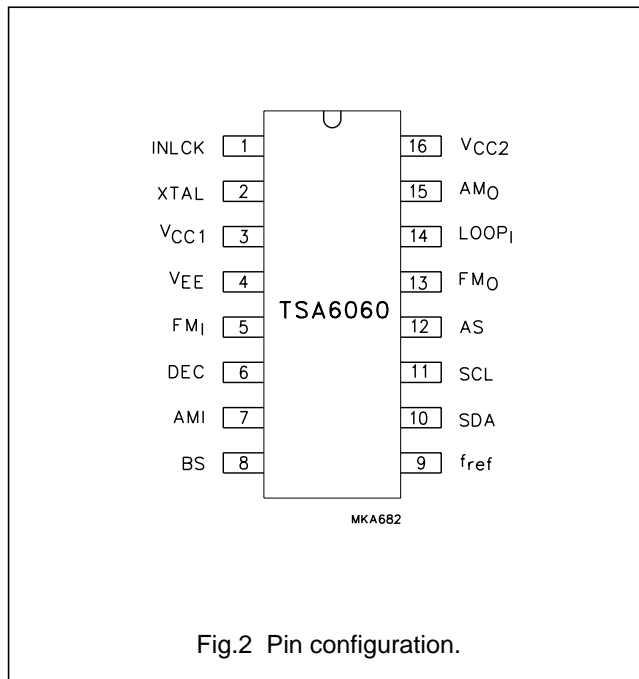 INLCK 1 16 VCC2
XTAL 2 15 AMO
VCC1 3 14 LOOPI
VEE 4 13 FMO
TSA6060
FMI 5 12 AS
DEC 6 11 SCL
AMI 7 10 SDA
BS 8 9 fref
MKA682
Fig.2 Pin configuration.